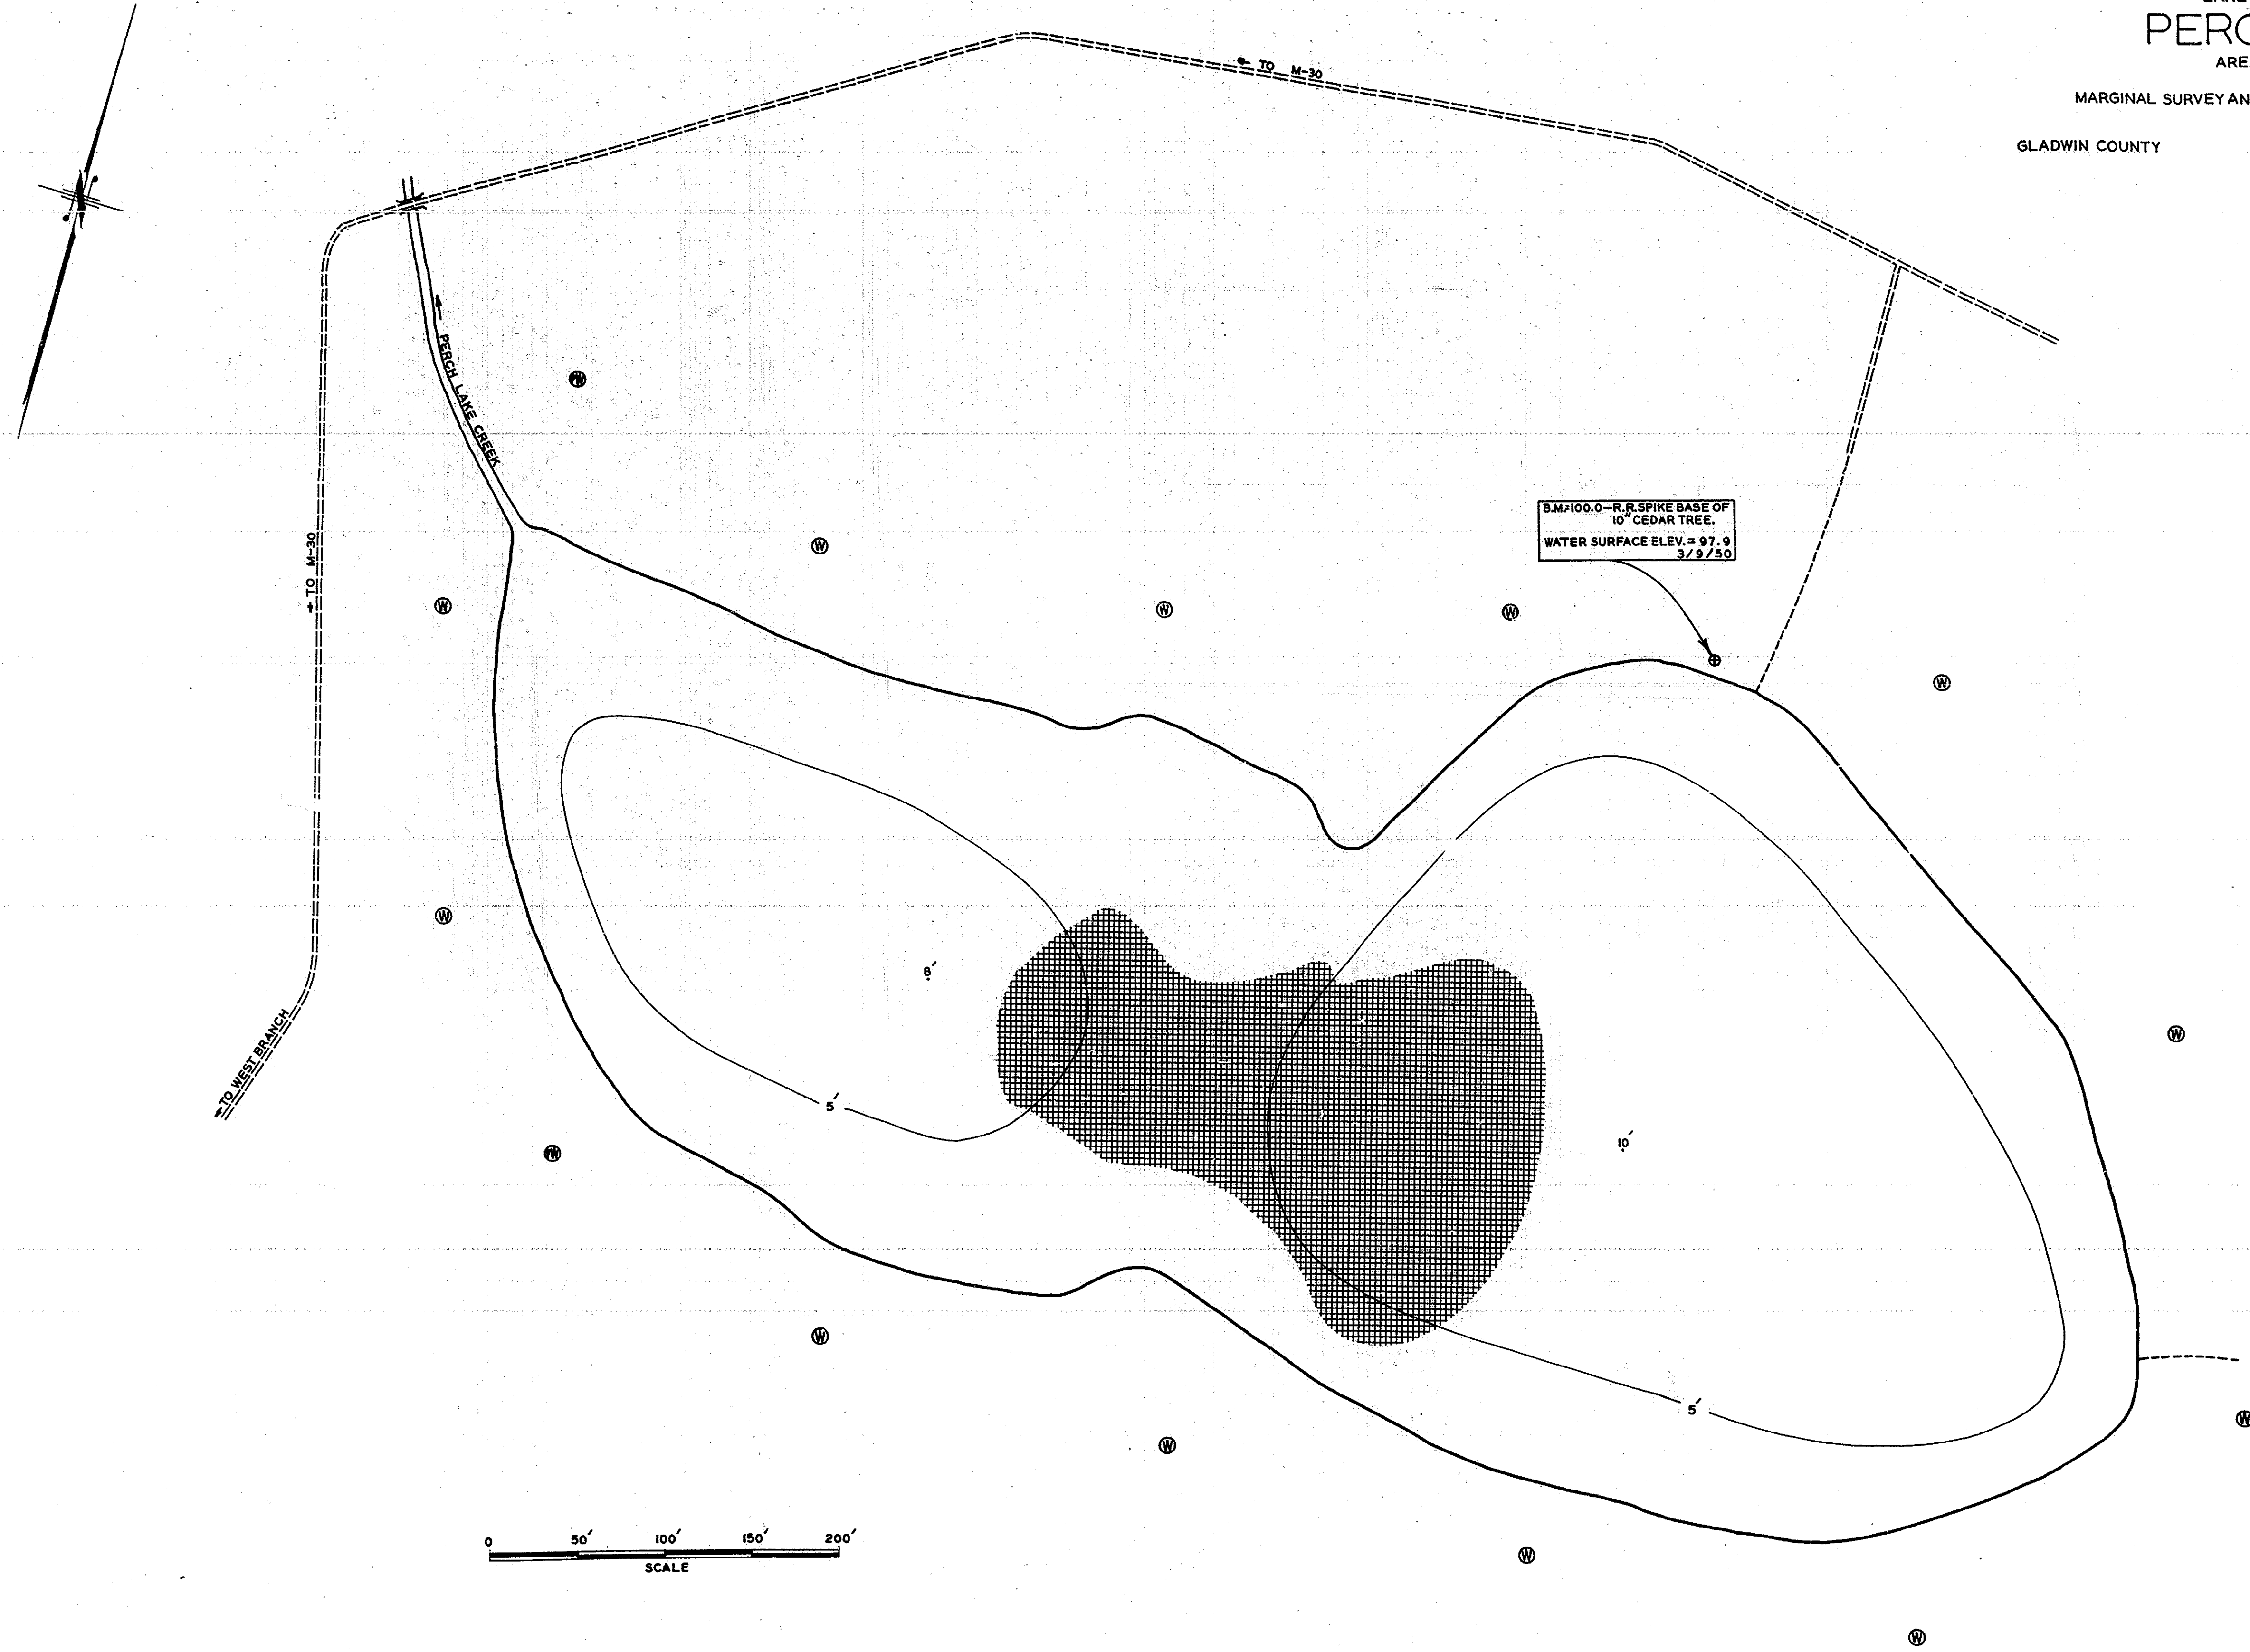 PERC
ARE
MARGINAL SURVEY AN
GLADWIN COUNTY
← TO M-30
PERCH LAKE CREEK
PW
B.M.=100.0—R.R. SPIKE BASE OF
10" CEDAR TREE.
WATER SURFACE ELEV.= 97.9
3/9/50
← TO M-30
W
W
W
W
W
W
8'
W
← TO WEST BRANCH
5'
10'
PW
W
5'
W
W
0 50' 100' 150' 200'
SCALE
W
W